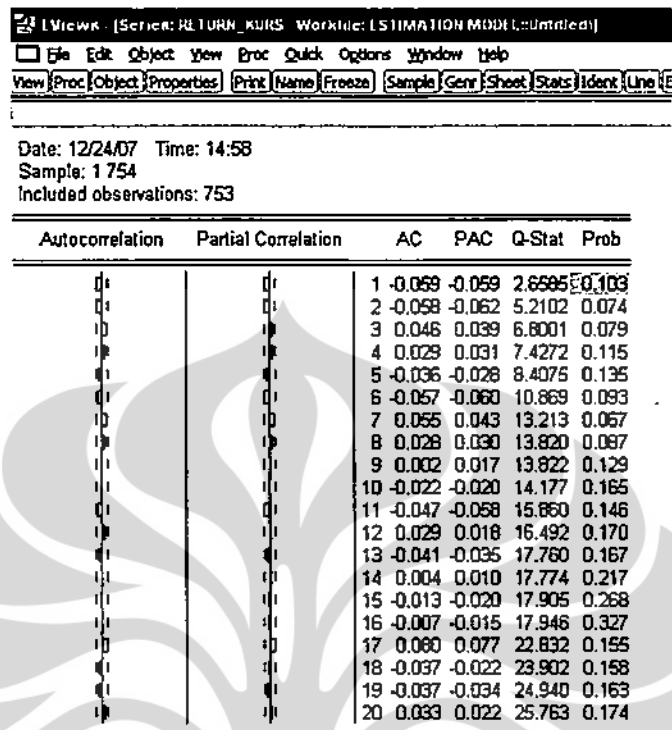 EViews - [Series: RETURN_KURS Workfile: ESTIMATION MODEL::Untitled\]
File Edit Object View Proc Quick Options Window Help
View Proc Object Properties Print Name Freeze Sample Genr Sheet Stats Ident Line
Date: 12/24/07 Time: 14:58
Sample: 1 754
Included observations: 753
Autocorrelation Partial Correlation AC PAC Q-Stat Prob
1 -0.059 -0.059 2.6585 0.103
2 -0.058 -0.062 5.2102 0.074
3 0.046 0.039 6.8001 0.079
4 0.029 0.031 7.4272 0.115
5 -0.036 -0.028 8.4075 0.135
6 -0.057 -0.060 10.869 0.093
7 0.055 0.043 13.213 0.067
8 0.028 0.030 13.820 0.087
9 0.002 0.017 13.822 0.129
10 -0.022 -0.020 14.177 0.165
11 -0.047 -0.058 15.860 0.146
12 0.029 0.018 16.492 0.170
13 -0.041 -0.035 17.760 0.167
14 0.004 0.010 17.774 0.217
15 -0.013 -0.020 17.905 0.268
16 -0.007 -0.015 17.946 0.327
17 0.080 0.077 22.832 0.155
18 -0.037 -0.022 23.902 0.158
19 -0.037 -0.034 24.940 0.163
20 0.033 0.022 25.763 0.174